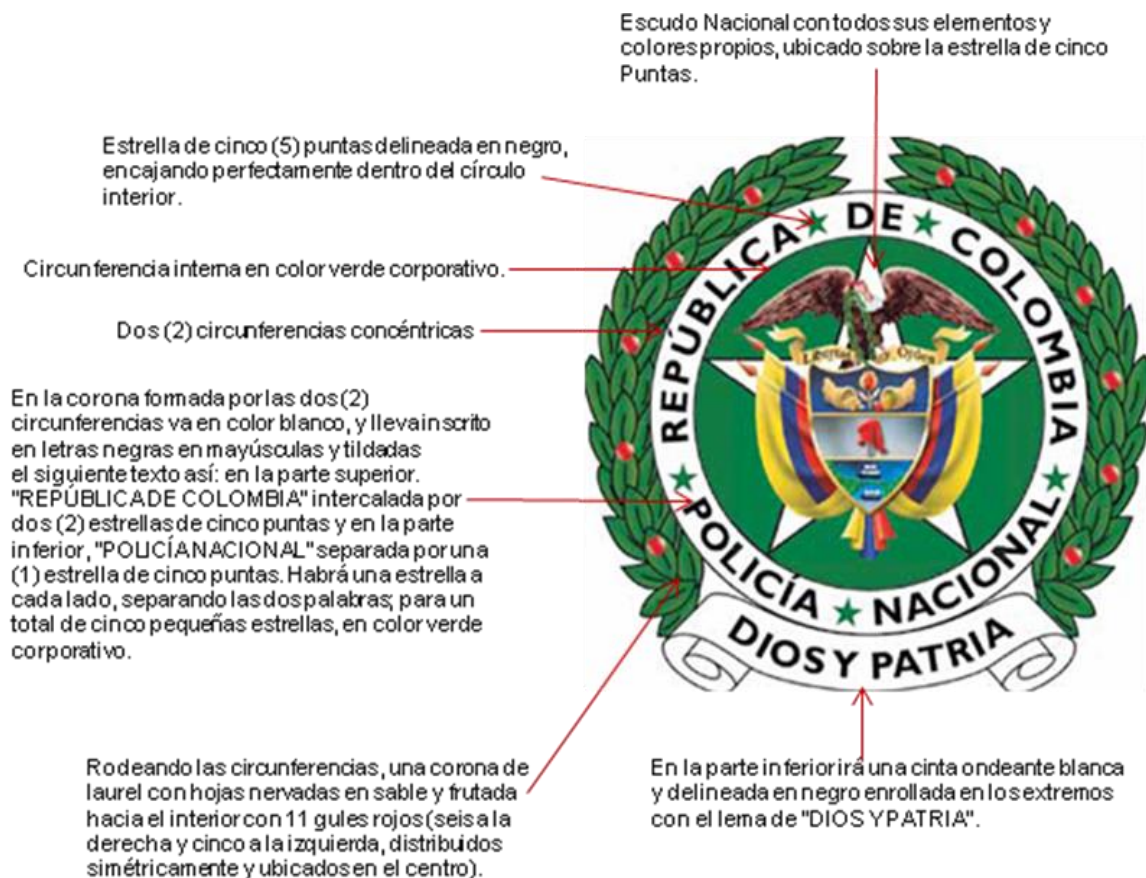 Escudo Nacional con todos sus elementos y
colores propios, ubicado sobre la estrella de cinco
Puntas.
Estrella de cinco (5) puntas delineada en negro,
encajando perfectamente dentro del círculo
interior.
Circunferencia interna en color verde corporativo.
Dos (2) circunferencias concéntricas
En la corona formada por las dos (2)
circunferencias va en color blanco, y lleva inscrito
en letras negras en mayúsculas y tildadas
el siguiente texto así: en la parte superior.
"REPÚBLICA DE COLOMBIA" intercalada por
dos (2) estrellas de cinco puntas y en la parte
inferior, "POLICÍA NACIONAL" separada por una
(1) estrella de cinco puntas. Habrá una estrella a
cada lado, separando las dos palabras; para un
total de cinco pequeñas estrellas, en color verde
corporativo.
REPÚBLICA DE COLOMBIA
Libertad y Orden
POLICÍA NACIONAL
DIOS Y PATRIA
Rodeando las circunferencias, una corona de
laurel con hojas nervadas en sable y frutada
hacia el interior con 11 gules rojos (seis a la
derecha y cinco a la izquierda, distribuidos
simétricamente y ubicados en el centro).
En la parte inferior irá una cinta ondeante blanca
y delineada en negro enrollada en los extremos
con el lema de "DIOS Y PATRIA".